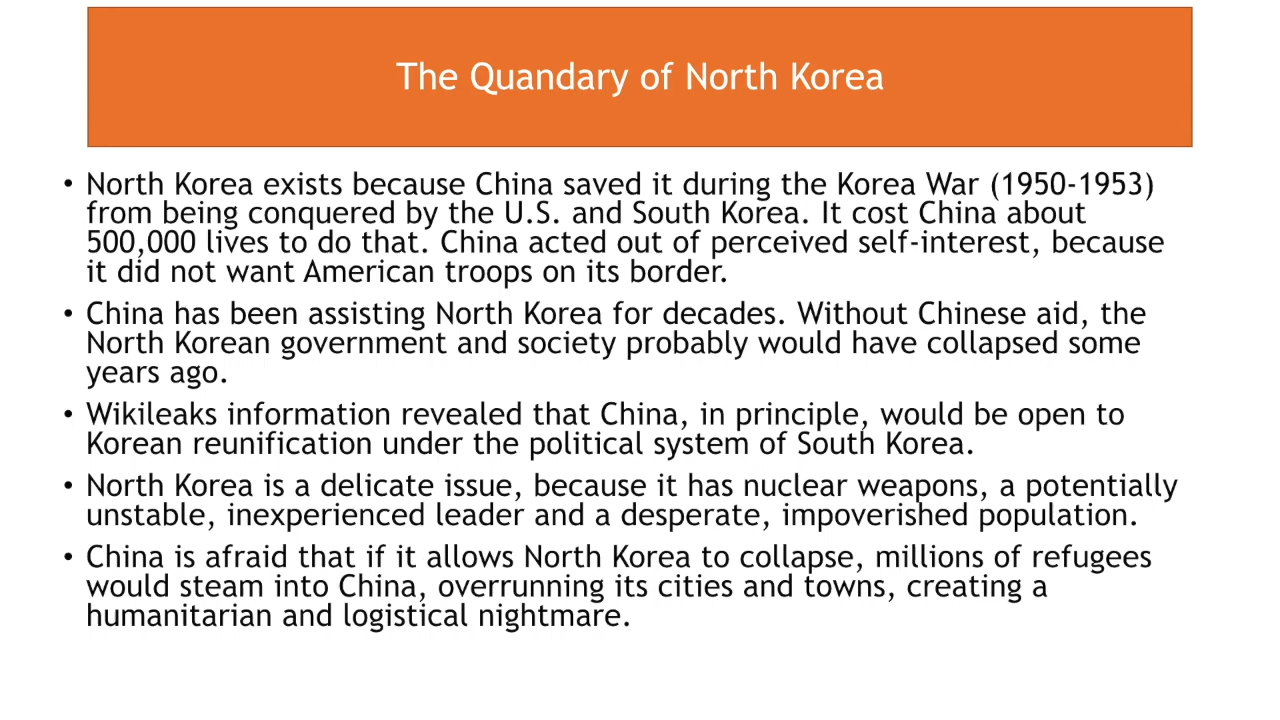 The Quandary of North Korea
• North Korea exists because China saved it during the Korea War (1950-1953)
from being conquered by the U.S. and South Korea. It cost China about
500,000 lives to do that. China acted out of perceived self-interest, because
it did not want American troops on its border.
• China has been assisting North Korea for decades. Without Chinese aid, the
North Korean government and society probably would have collapsed some
years ago.
• Wikileaks information revealed that China, in principle, would be open to
Korean reunification under the political system of South Korea.
• North Korea is a delicate issue, because it has nuclear weapons, a potentially
unstable, inexperienced leader and a desperate, impoverished population.
• China is afraid that if it allows North Korea to collapse, millions of refugees
would steam into China, overrunning its cities and towns, creating a
humanitarian and logistical nightmare.